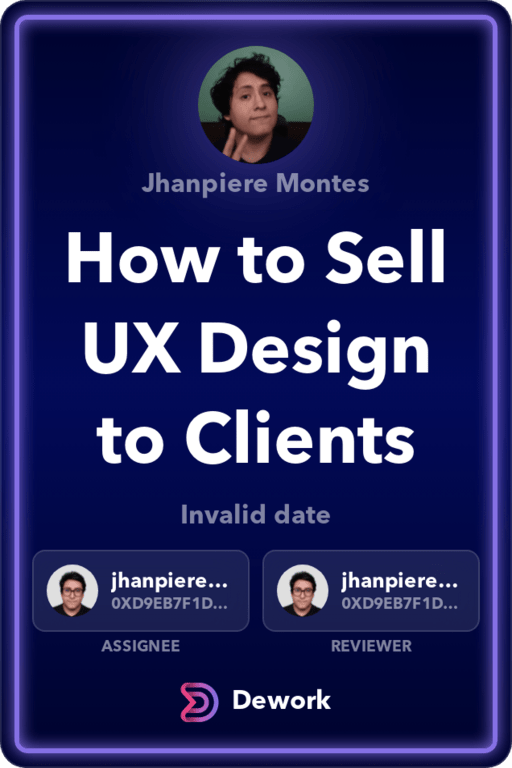 Jhanpiere Montes
How to Sell
UX Design
to Clients
Invalid date
jhanpiere...
0XD9EB7F1D...
ASSIGNEE
jhanpiere...
0XD9EB7F1D...
REVIEWER
Dework